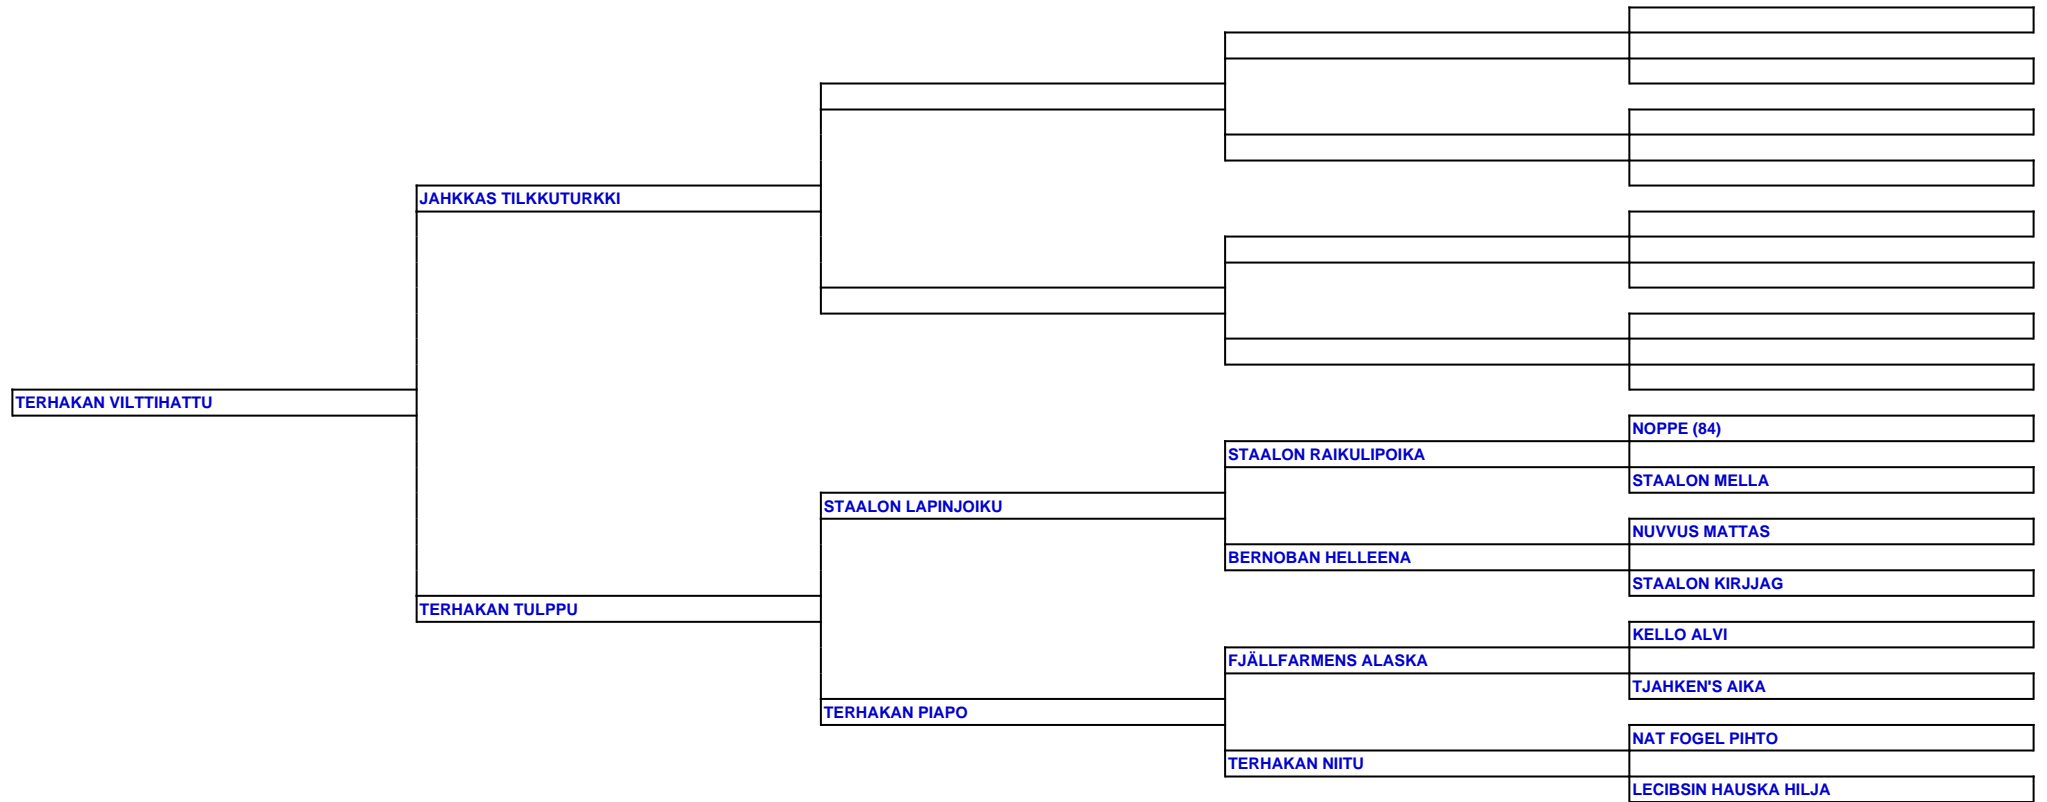 JAHKKAS TILKKUTURKKI
TERHAKAN VILTTIHATTU
NOPPE (84)
STAALON RAIKULIPOIKA
STAALON MELLA
STAALON LAPINJOIKU
NUVVUS MATTAS
BERNOBAN HELLEENA
STAALON KIRJJAG
TERHAKAN TULPPU
KELLO ALVI
FJÄLLFARMENS ALASKA
TJAHKEN'S AIKA
TERHAKAN PIAPO
NAT FOGEL PIHTO
TERHAKAN NIITU
LECIBSIN HAUSKA HILJA